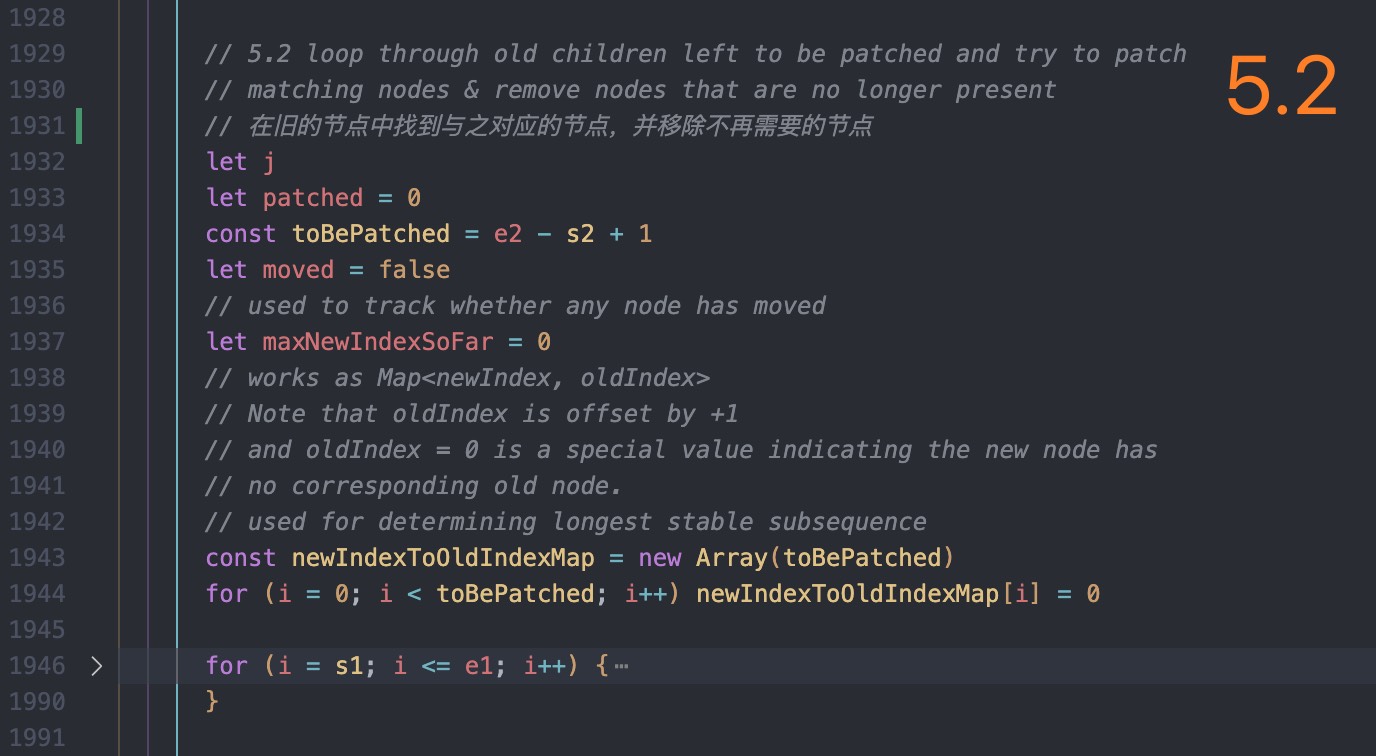 1928
1929 // 5.2 loop through old children left to be patched and try to patch
5.2
1930 // matching nodes & remove nodes that are no longer present
1931 // 在旧的节点中找到与之对应的节点，并移除不再需要的节点
1932 let j
1933 let patched = 0
1934 const toBePatched = e2 - s2 + 1
1935 let moved = false
1936 // used to track whether any node has moved
1937 let maxNewIndexSoFar = 0
1938 // works as Map<newIndex, oldIndex>
1939 // Note that oldIndex is offset by +1
1940 // and oldIndex = 0 is a special value indicating the new node has
1941 // no corresponding old node.
1942 // used for determining longest stable subsequence
1943 const newIndexToOldIndexMap = new Array(toBePatched)
1944 for (i = 0; i < toBePatched; i++) newIndexToOldIndexMap[i] = 0
1945
1946 for (i = s1; i <= e1; i++) {⋯
1990 }
1991